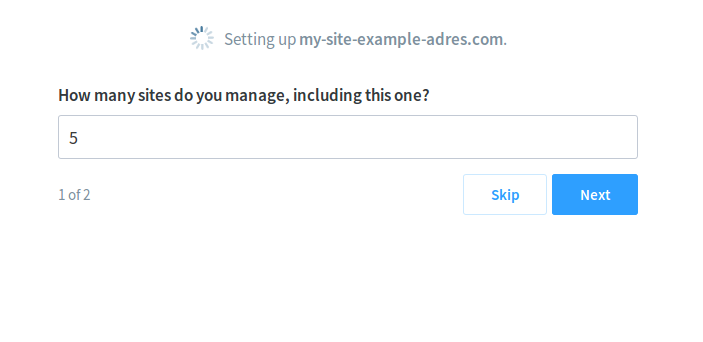 Setting up my-site-example-adres.com.
How many sites do you manage, including this one?
5
1 of 2
Skip
Next